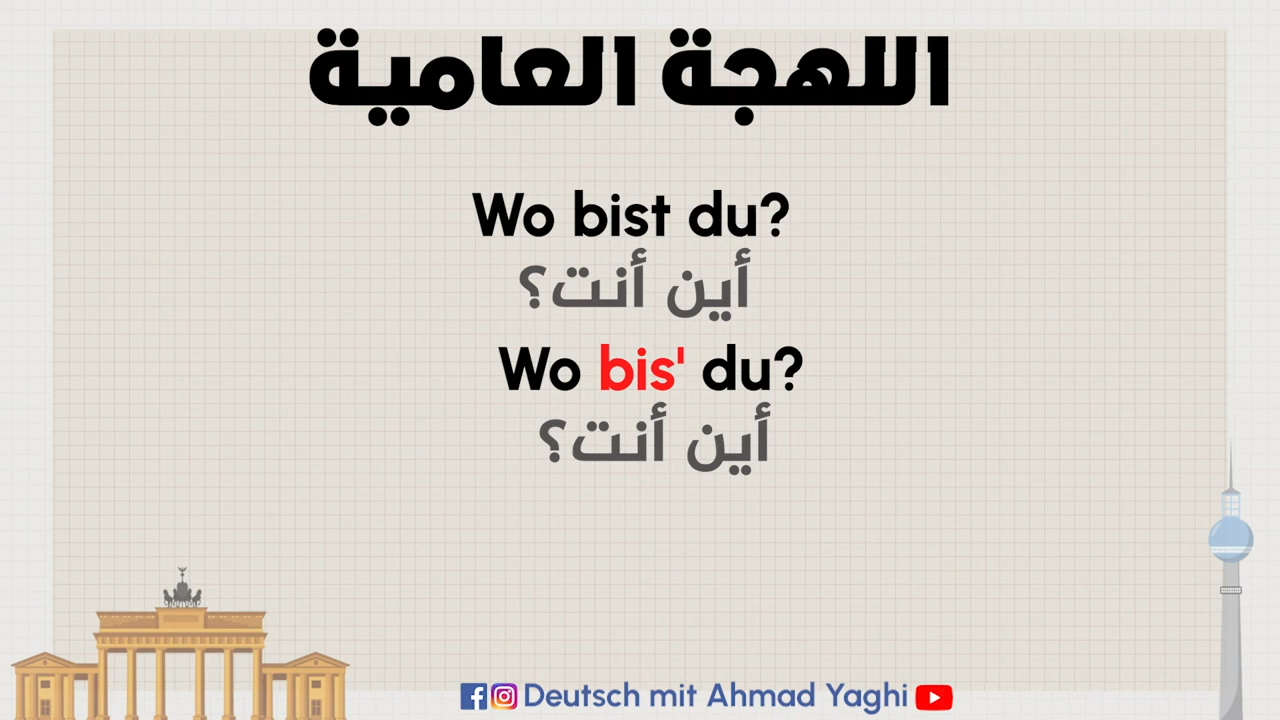 اللهجة العامية
Wo bist du?
أين أنت؟
Wo bis' du?
أين أنت؟
Deutsch mit Ahmad Yaghi